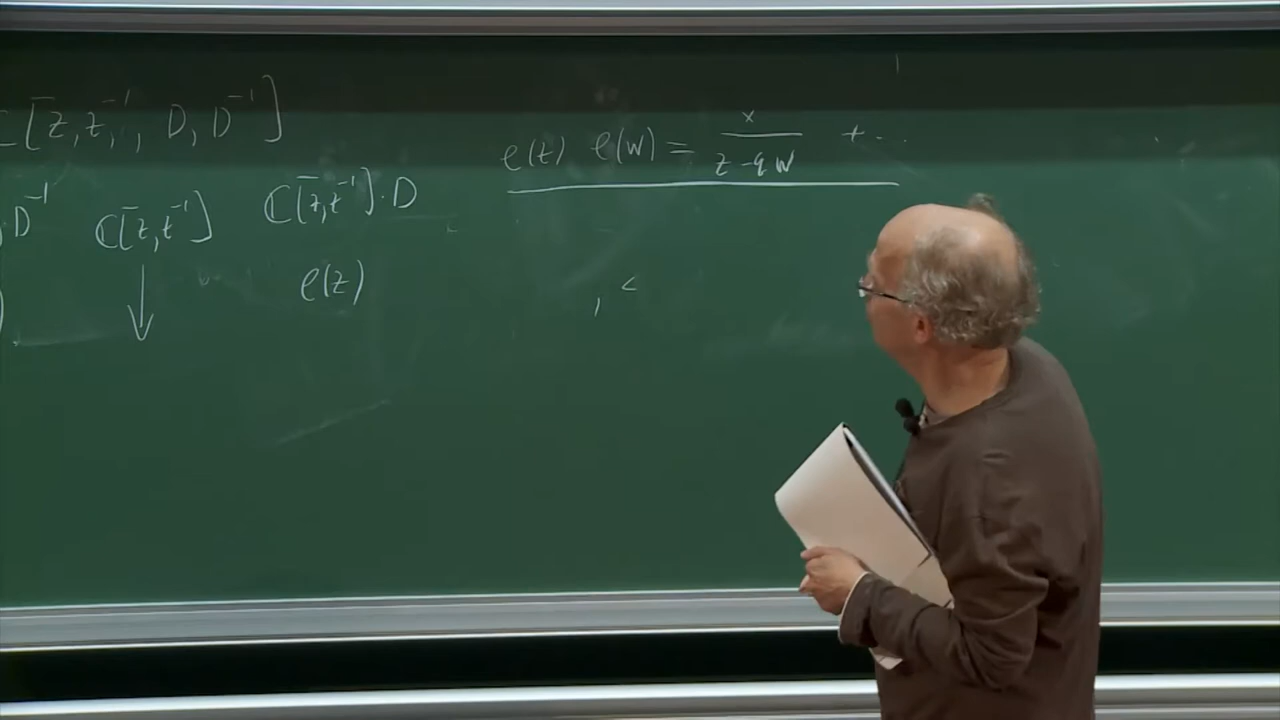 ℂ[z, z⁻¹, D, D⁻¹]
e(z) e(w) = x / (z - qw) + ...
·D⁻¹ ℂ[z, z⁻¹] ℂ[z, z⁻¹]·D
↓ e(z)
, <